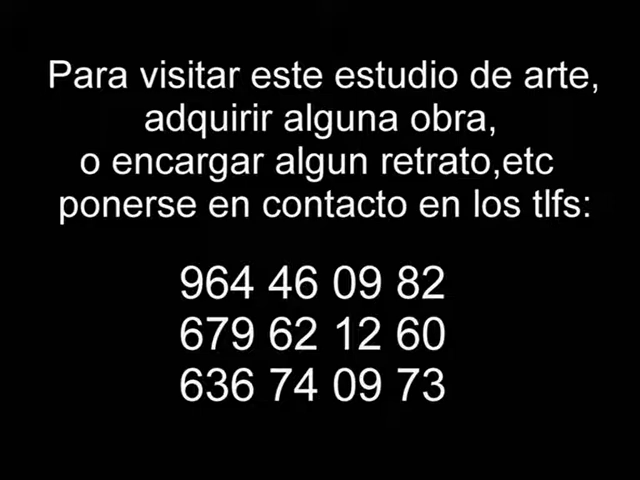 Para visitar este estudio de arte,
adquirir alguna obra,
o encargar algun retrato,etc
ponerse en contacto en los tlfs:
964 46 09 82
679 62 12 60
636 74 09 73